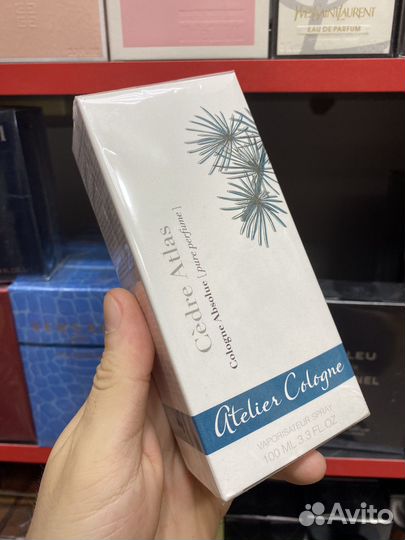 YVES SAINT LAURENT
EAU DE PARFUM
Cèdre Atlas
Cologne Absolue [pure perfume]
Atelier Cologne
VAPORISATEUR SPRAY
100 ML 3.3 FL.OZ
Avito